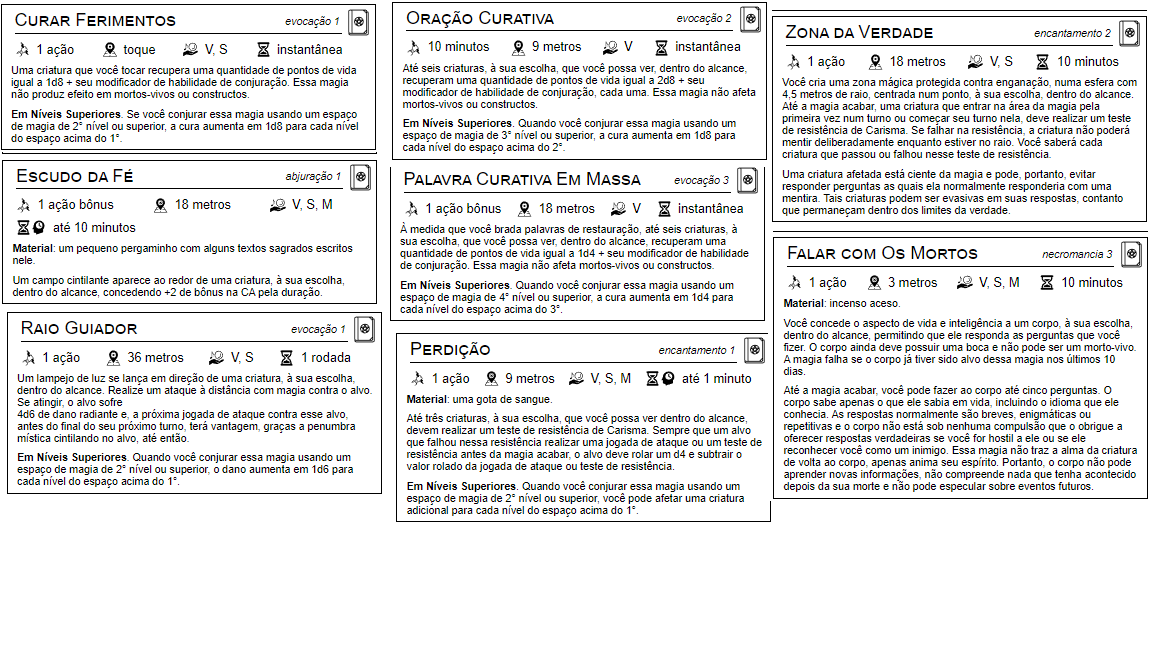 Curar Ferimentos
evocação 1
1 ação toque V, S instantânea
Uma criatura que você tocar recupera uma quantidade de pontos de vida
igual a 1d8 + seu modificador de habilidade de conjuração. Essa magia
não produz efeito em mortos-vivos ou constructos.
Em Níveis Superiores. Se você conjurar essa magia usando um espaço
de magia de 2° nível ou superior, a cura aumenta em 1d8 para cada nível
do espaço acima do 1°.
Escudo da Fé
abjuração 1
1 ação bônus 18 metros V, S, M
até 10 minutos
Material: um pequeno pergaminho com alguns textos sagrados escritos
nele.
Um campo cintilante aparece ao redor de uma criatura, à sua escolha,
dentro do alcance, concedendo +2 de bônus na CA pela duração.
Raio Guiador
evocação 1
1 ação 36 metros V, S 1 rodada
Um lampejo de luz se lança em direção de uma criatura, à sua escolha,
dentro do alcance. Realize um ataque à distância com magia contra o alvo.
Se atingir, o alvo sofre
4d6 de dano radiante e, a próxima jogada de ataque contra esse alvo,
antes do final do seu próximo turno, terá vantagem, graças a penumbra
mística cintilando no alvo, até então.
Em Níveis Superiores. Quando você conjurar essa magia usando um
espaço de magia de 2° nível ou superior, o dano aumenta em 1d6 para
cada nível do espaço acima do 1°.
Oração Curativa
evocação 2
10 minutos 9 metros V instantânea
Até seis criaturas, à sua escolha, que você possa ver, dentro do alcance,
recuperam uma quantidade de pontos de vida igual a 2d8 + seu
modificador de habilidade de conjuração, cada uma. Essa magia não afeta
mortos-vivos ou constructos.
Em Níveis Superiores. Quando você conjurar essa magia usando um
espaço de magia de 3° nível ou superior, a cura aumenta em 1d8 para
cada nível do espaço acima do 2°.
Palavra Curativa Em Massa
evocação 3
1 ação bônus 18 metros V instantânea
À medida que você brada palavras de restauração, até seis criaturas, à
sua escolha, que você possa ver, dentro do alcance, recuperam uma
quantidade de pontos de vida igual a 1d4 + seu modificador de habilidade
de conjuração. Essa magia não afeta mortos-vivos ou constructos.
Em Níveis Superiores. Quando você conjurar essa magia usando um
espaço de magia de 4° nível ou superior, a cura aumenta em 1d4 para
cada nível do espaço acima do 3°.
Perdição
encantamento 1
1 ação 9 metros V, S, M até 1 minuto
Material: uma gota de sangue.
Até três criaturas, à sua escolha, que você possa ver dentro do alcance,
devem realizar um teste de resistência de Carisma. Sempre que um alvo
que falhou nessa resistência realizar uma jogada de ataque ou um teste de
resistência antes da magia acabar, o alvo deve rolar um d4 e subtrair o
valor rolado da jogada de ataque ou teste de resistência.
Em Níveis Superiores. Quando você conjurar essa magia usando um
espaço de magia de 2° nível ou superior, você pode afetar uma criatura
adicional para cada nível do espaço acima do 1°.
Zona da Verdade
encantamento 2
1 ação 18 metros V, S 10 minutos
Você cria uma zona mágica protegida contra enganação, numa esfera com
4,5 metros de raio, centrada num ponto, à sua escolha, dentro do alcance.
Até a magia acabar, uma criatura que entrar na área da magia pela
primeira vez num turno ou começar seu turno nela, deve realizar um teste
de resistência de Carisma. Se falhar na resistência, a criatura não poderá
mentir deliberadamente enquanto estiver no raio. Você saberá cada
criatura que passou ou falhou nesse teste de resistência.
Uma criatura afetada está ciente da magia e pode, portanto, evitar
responder perguntas as quais ela normalmente responderia com uma
mentira. Tais criaturas podem ser evasivas em suas respostas, contanto
que permaneçam dentro dos limites da verdade.
Falar com Os Mortos
necromancia 3
1 ação 3 metros V, S, M 10 minutos
Material: incenso aceso.
Você concede o aspecto de vida e inteligência a um corpo, à sua escolha,
dentro do alcance, permitindo que ele responda as perguntas que você
fizer. O corpo ainda deve possuir uma boca e não pode ser um morto-vivo.
A magia falha se o corpo já tiver sido alvo dessa magia nos últimos 10
dias.
Até a magia acabar, você pode fazer ao corpo até cinco perguntas. O
corpo sabe apenas o que ele sabia em vida, incluindo o idioma que ele
conhecia. As respostas normalmente são breves, enigmáticas ou
repetitivas e o corpo não está sob nenhuma compulsão que o obrigue a
oferecer respostas verdadeiras se você for hostil a ele ou se ele
reconhecer você como um inimigo. Essa magia não traz a alma da criatura
de volta ao corpo, apenas anima seu espírito. Portanto, o corpo não pode
aprender novas informações, não compreende nada que tenha acontecido
depois da sua morte e não pode especular sobre eventos futuros.